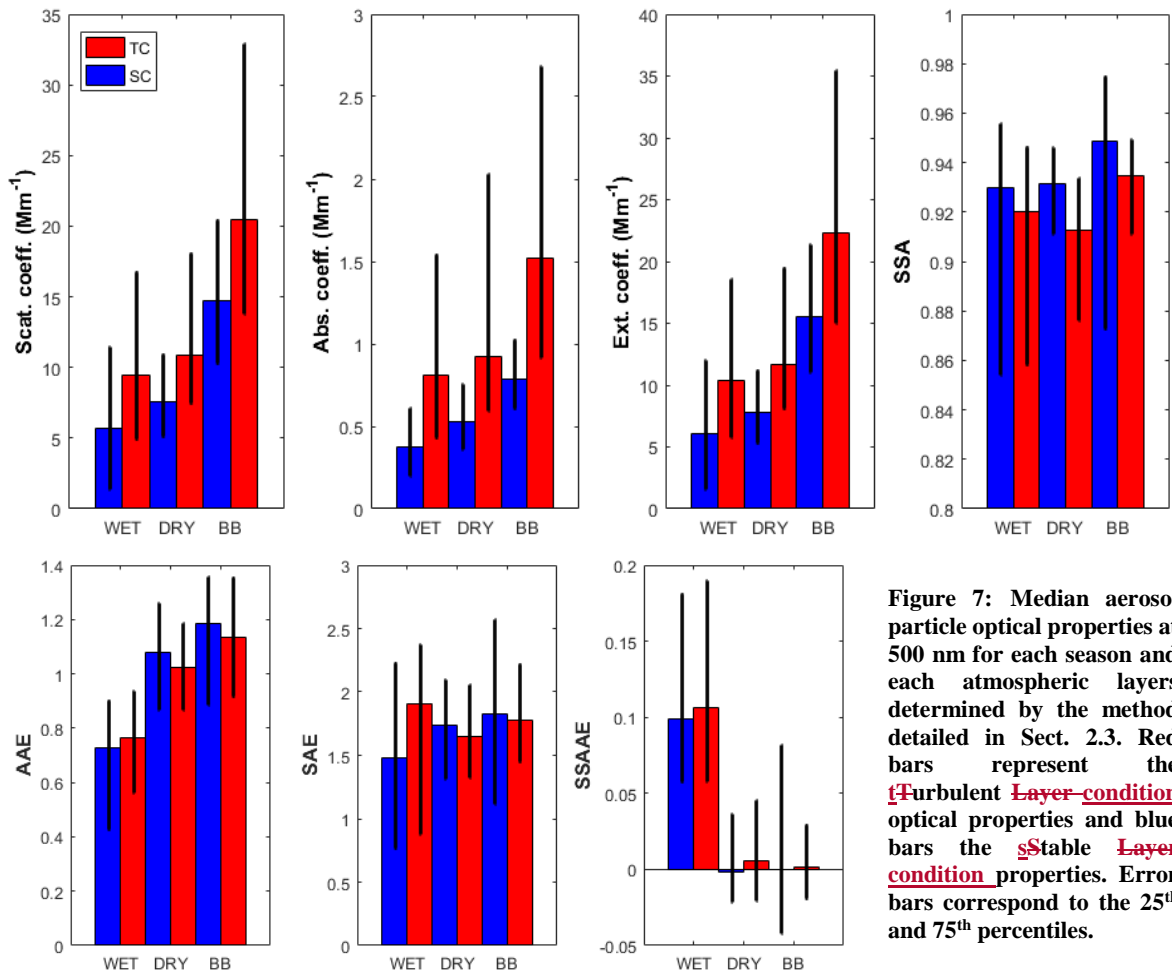 35
30
25
20
15
10
5
0
Scat. coeff. (Mm⁻¹)
TC
SC
WET DRY BB
3
2.5
2
1.5
1
0.5
0
Abs. coeff. (Mm⁻¹)
WET DRY BB
40
35
30
25
20
15
10
5
0
Ext. coeff. (Mm⁻¹)
WET DRY BB
1
0.98
0.96
0.94
0.92
0.9
0.88
0.86
0.84
0.82
0.8
SSA
WET DRY BB
1.4
1.2
1
0.8
0.6
0.4
0.2
0
AAE
WET DRY BB
3
2.5
2
1.5
1
0.5
0
SAE
WET DRY BB
0.2
0.15
0.1
0.05
0
-0.05
SSAAE
WET DRY BB
Figure 7: Median aeroso
particle optical properties a
500 nm for each season and
each atmospheric layers
determined by the method
detailed in Sect. 2.3. Red
bars represent the
tTurbulent Layer condition
optical properties and blue
bars the sStable Layer
condition properties. Error
bars correspond to the 25th
and 75th percentiles.